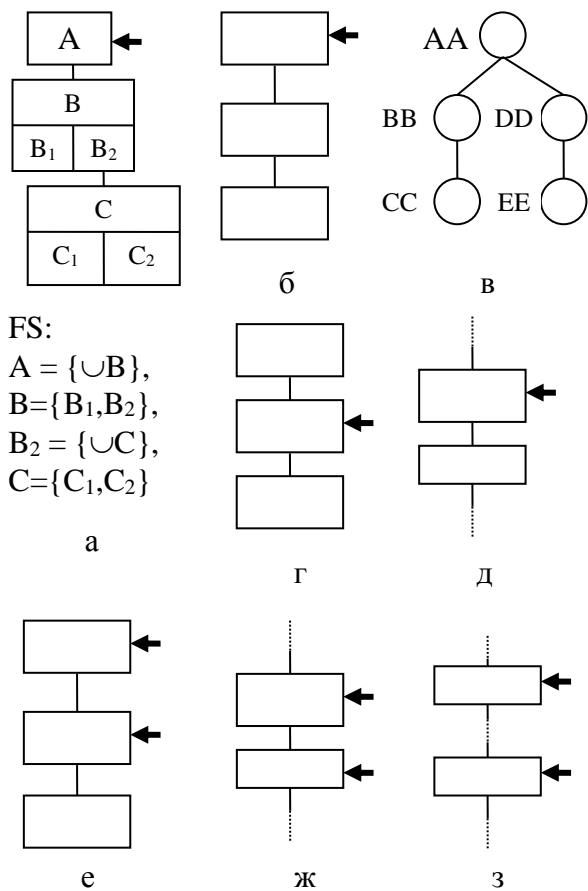 A
B
B₁ B₂
C
C₁ C₂
AA
BB DD
CC EE
б в
FS:
A = {∪B},
B={B₁,B₂},
B₂ = {∪C},
C={C₁,C₂}
а
г д
е ж з